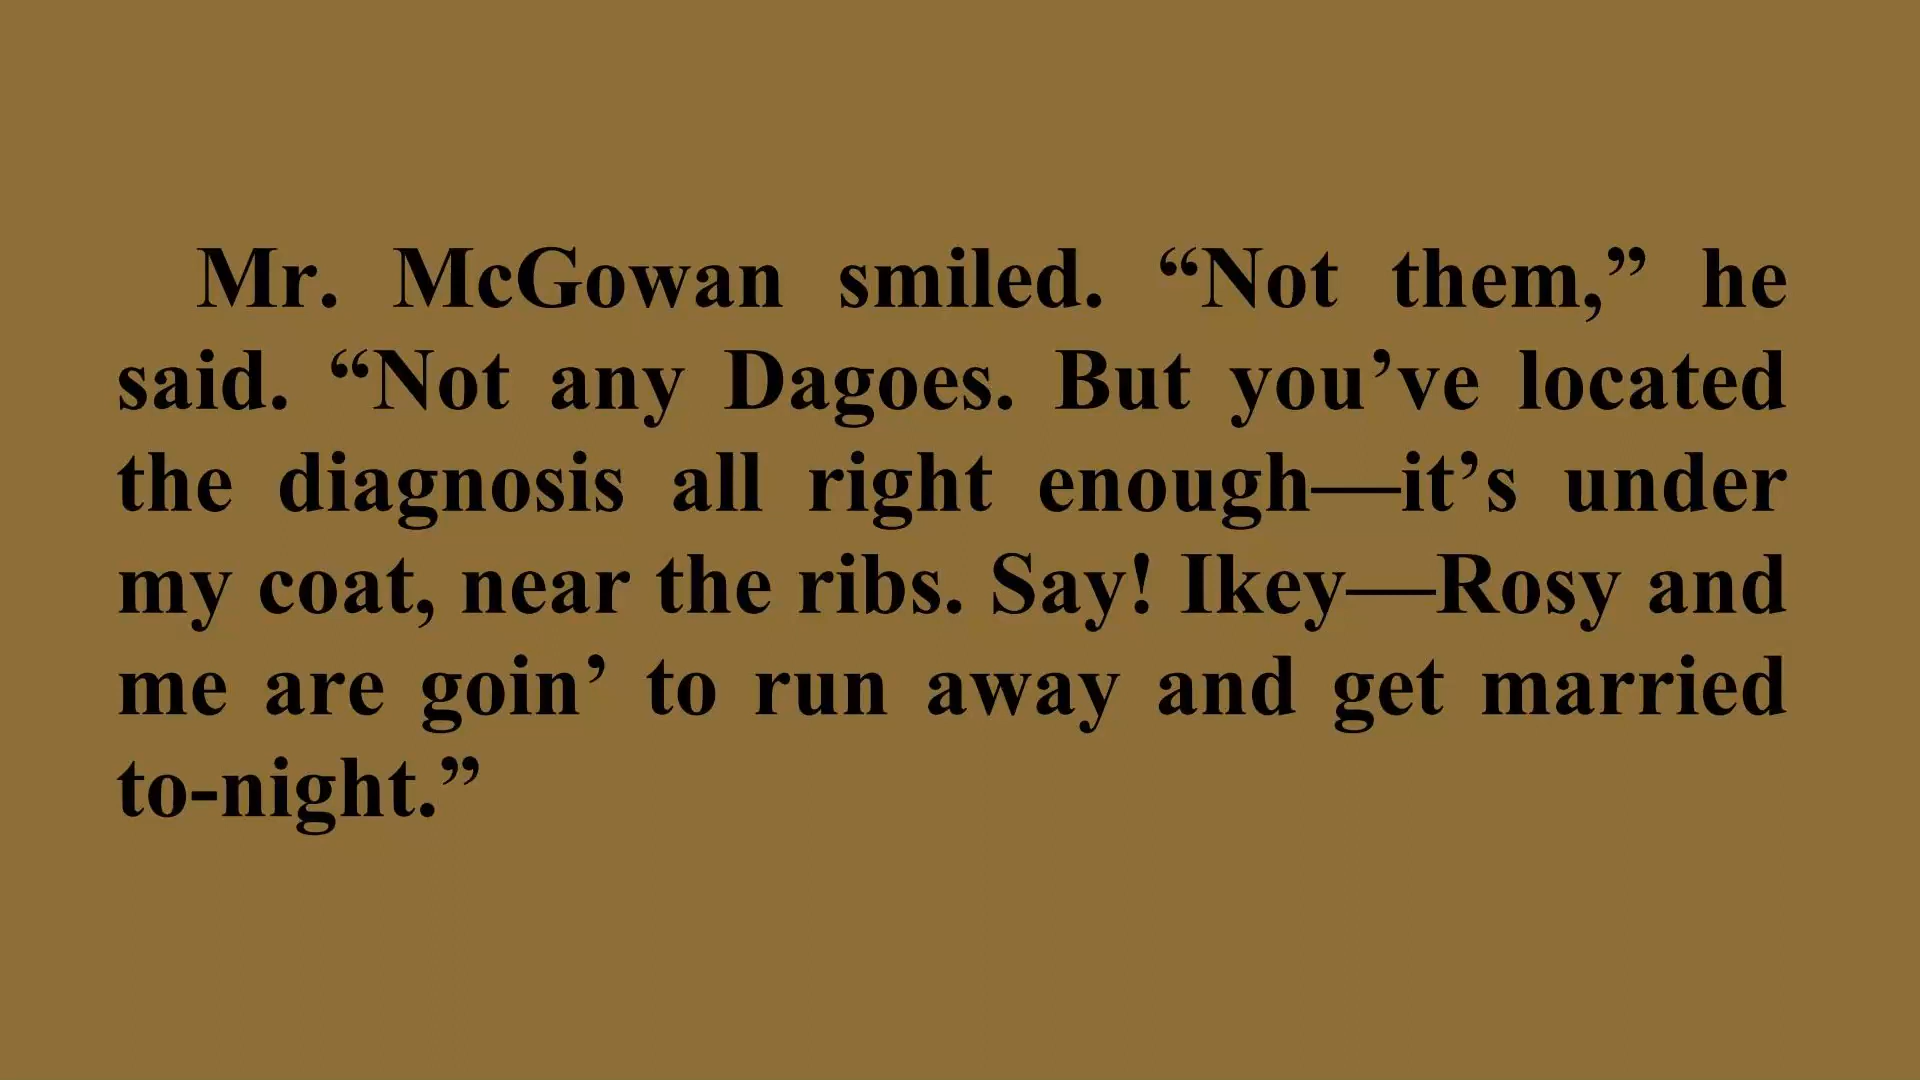 Mr. McGowan smiled. “Not them,” he
said. “Not any Dagoes. But you’ve located
the diagnosis all right enough—it’s under
my coat, near the ribs. Say! Ikey—Rosy and
me are goin’ to run away and get married
to-night.”